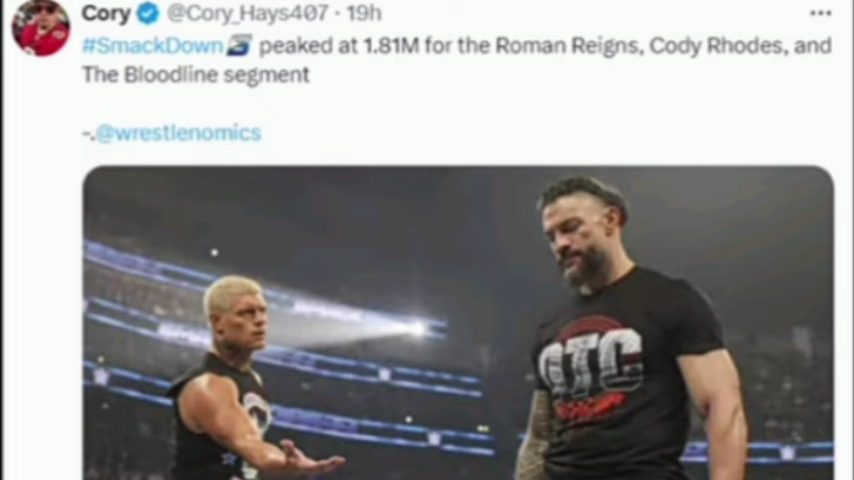 Cory @Cory_Hays407 · 19h
#SmackDown peaked at 1.81M for the Roman Reigns, Cody Rhodes, and
The Bloodline segment
-.@wrestlenomics
OTC